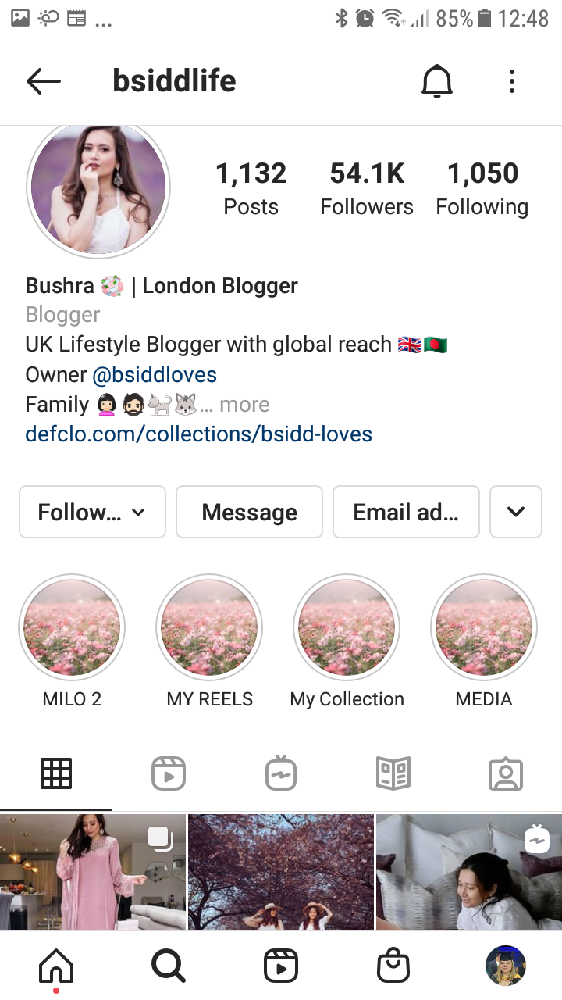 ... 85% 12:48
bsiddlife
1,132 54.1K 1,050
Posts Followers Following
Bushra 💐 | London Blogger
Blogger
UK Lifestyle Blogger with global reach 🇬🇧🇧🇩
Owner @bsiddloves
Family 👩🏻🧔🏻🐈🐺... more
defclo.com/collections/bsidd-loves
Follow... Message Email ad...
MILO 2 MY REELS My Collection MEDIA